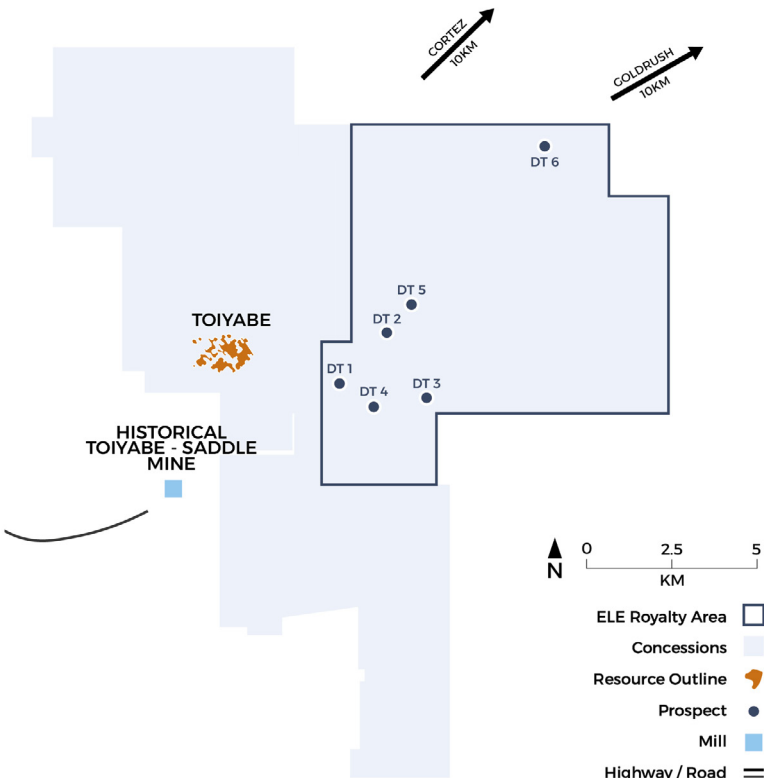 CORTEZ
10KM
GOLDRUSH
10KM
DT 6
DT 5
TOIYABE
DT 2
DT 1
DT 3
DT 4
HISTORICAL
TOIYABE - SADDLE
MINE
0 2.5 5
N
KM
ELE Royalty Area
Concessions
Resource Outline
Prospect
Mill
Highway / Road